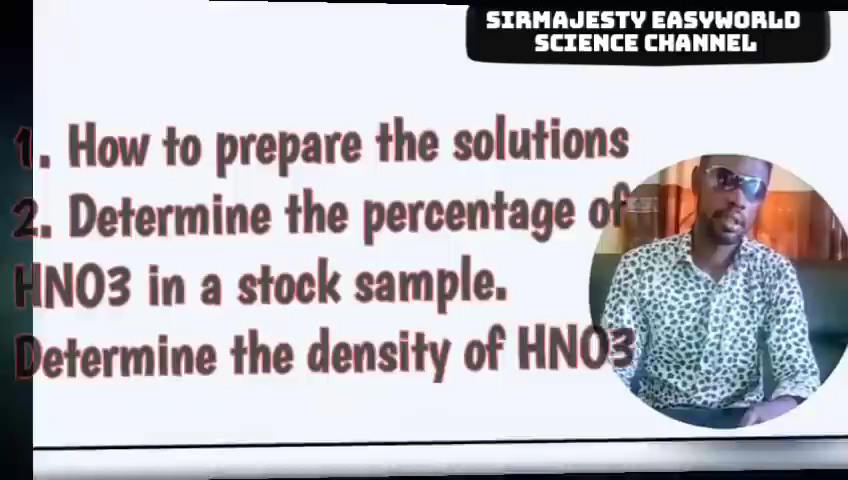 SIRMAJESTY EASYWORLD
SCIENCE CHANNEL
1. How to prepare the solutions
2. Determine the percentage of
HNO3 in a stock sample.
Determine the density of HNO3